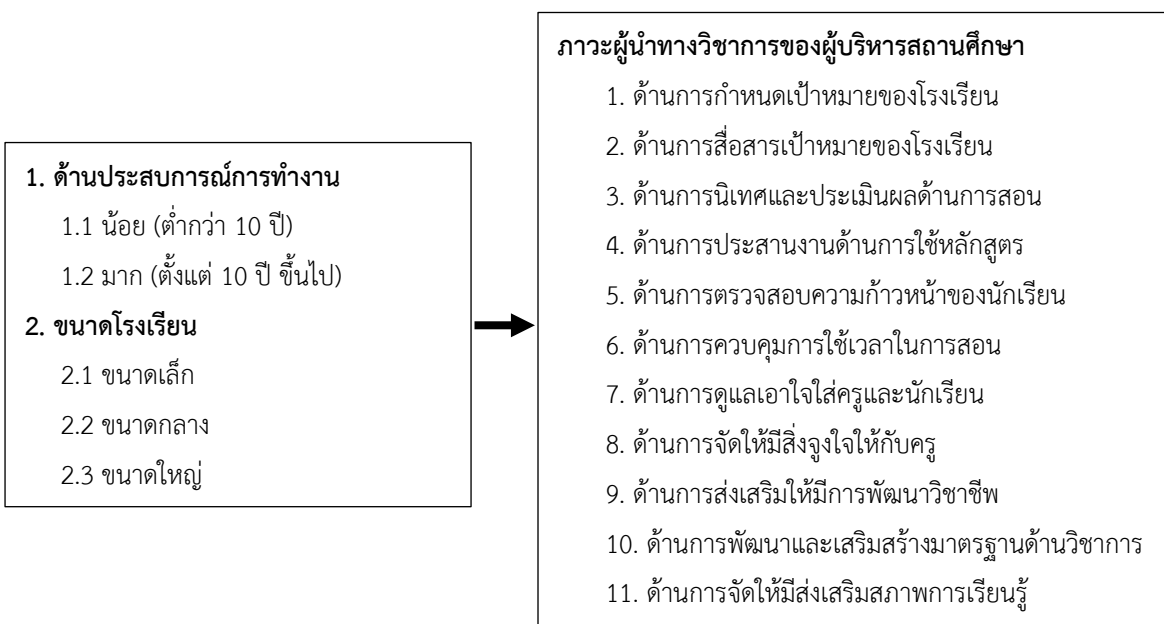 1. ด้านประสบการณ์การทำงาน
1.1 น้อย (ต่ำกว่า 10 ปี)
1.2 มาก (ตั้งแต่ 10 ปี ขึ้นไป)
2. ขนาดโรงเรียน
2.1 ขนาดเล็ก
2.2 ขนาดกลาง
2.3 ขนาดใหญ่
ภาวะผู้นำทางวิชาการของผู้บริหารสถานศึกษา
1. ด้านการกำหนดเป้าหมายของโรงเรียน
2. ด้านการสื่อสารเป้าหมายของโรงเรียน
3. ด้านการนิเทศและประเมินผลด้านการสอน
4. ด้านการประสานงานด้านการใช้หลักสูตร
5. ด้านการตรวจสอบความก้าวหน้าของนักเรียน
6. ด้านการควบคุมการใช้เวลาในการสอน
7. ด้านการดูแลเอาใจใส่ครูและนักเรียน
8. ด้านการจัดให้มีสิ่งจูงใจให้กับครู
9. ด้านการส่งเสริมให้มีการพัฒนาวิชาชีพ
10. ด้านการพัฒนาและเสริมสร้างมาตรฐานด้านวิชาการ
11. ด้านการจัดให้มีส่งเสริมสภาพการเรียนรู้